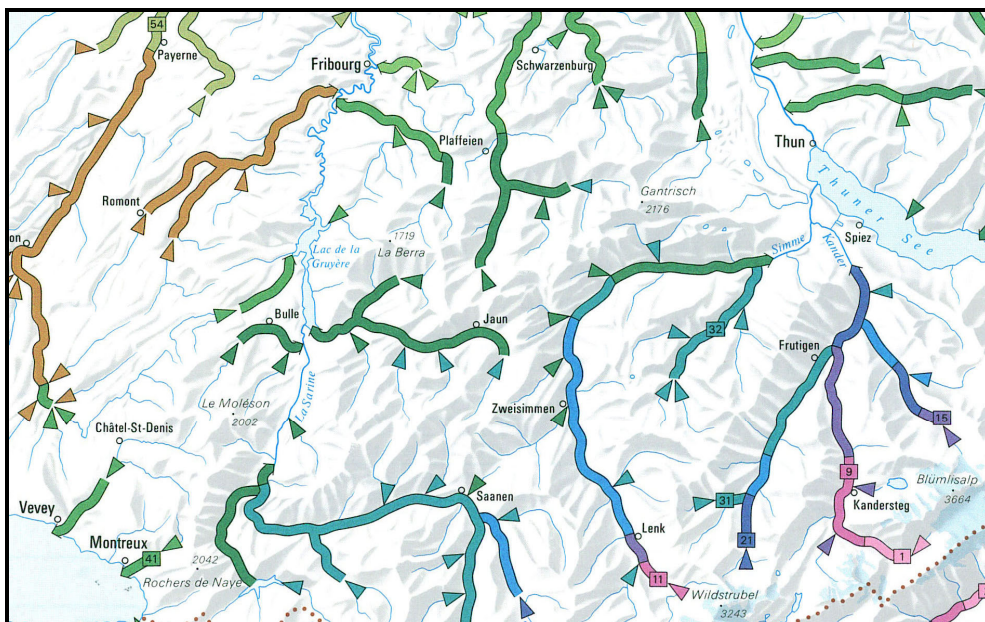 54
Payerne
Fribourg
Schwarzenburg
Plaffeien
Thun
Thuner See
Romont
Gantrisch
2176
1719
La Berra
Spiez
on
Lac de la
Gruyère
Simme
Kander
Bulle
Jaun
32
Frutigen
La Sarine
Le Moléson
2002
Zweisimmen
15
Châtel-St-Denis
9
Blümlisalp
3664
Saanen
31
Kandersteg
Vevey
Lenk
21
Montreux
41
2042
Rochers de Naye
11
1
Wildstrubel
3243